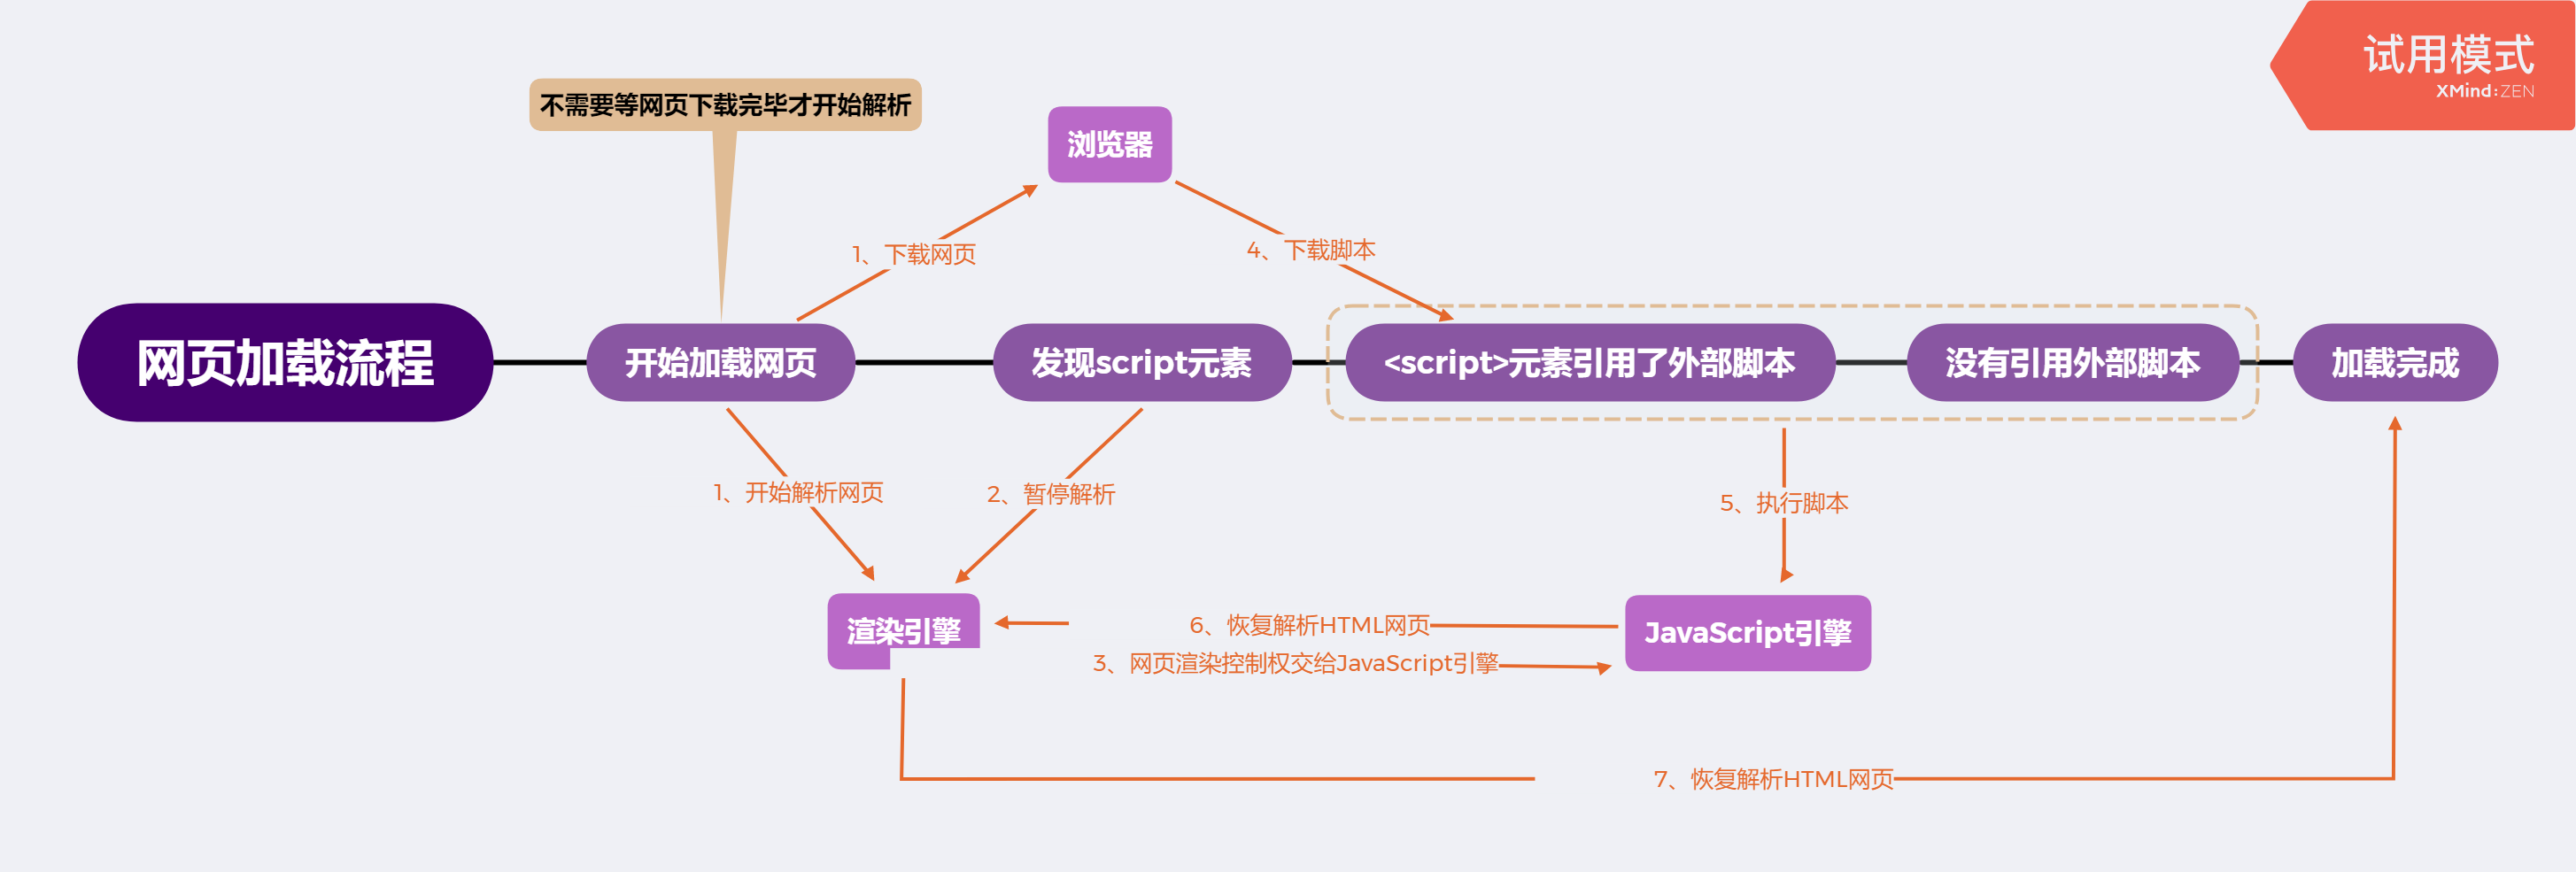 试用模式
XMind:ZEN
不需要等网页下载完毕才开始解析
浏览器
1、下载网页
4、下载脚本
网页加载流程
开始加载网页
发现script元素
<script>元素引用了外部脚本
没有引用外部脚本
加载完成
1、开始解析网页
2、暂停解析
5、执行脚本
渲染引擎
6、恢复解析HTML网页
3、网页渲染控制权交给JavaScript引擎
JavaScript引擎
7、恢复解析HTML网页